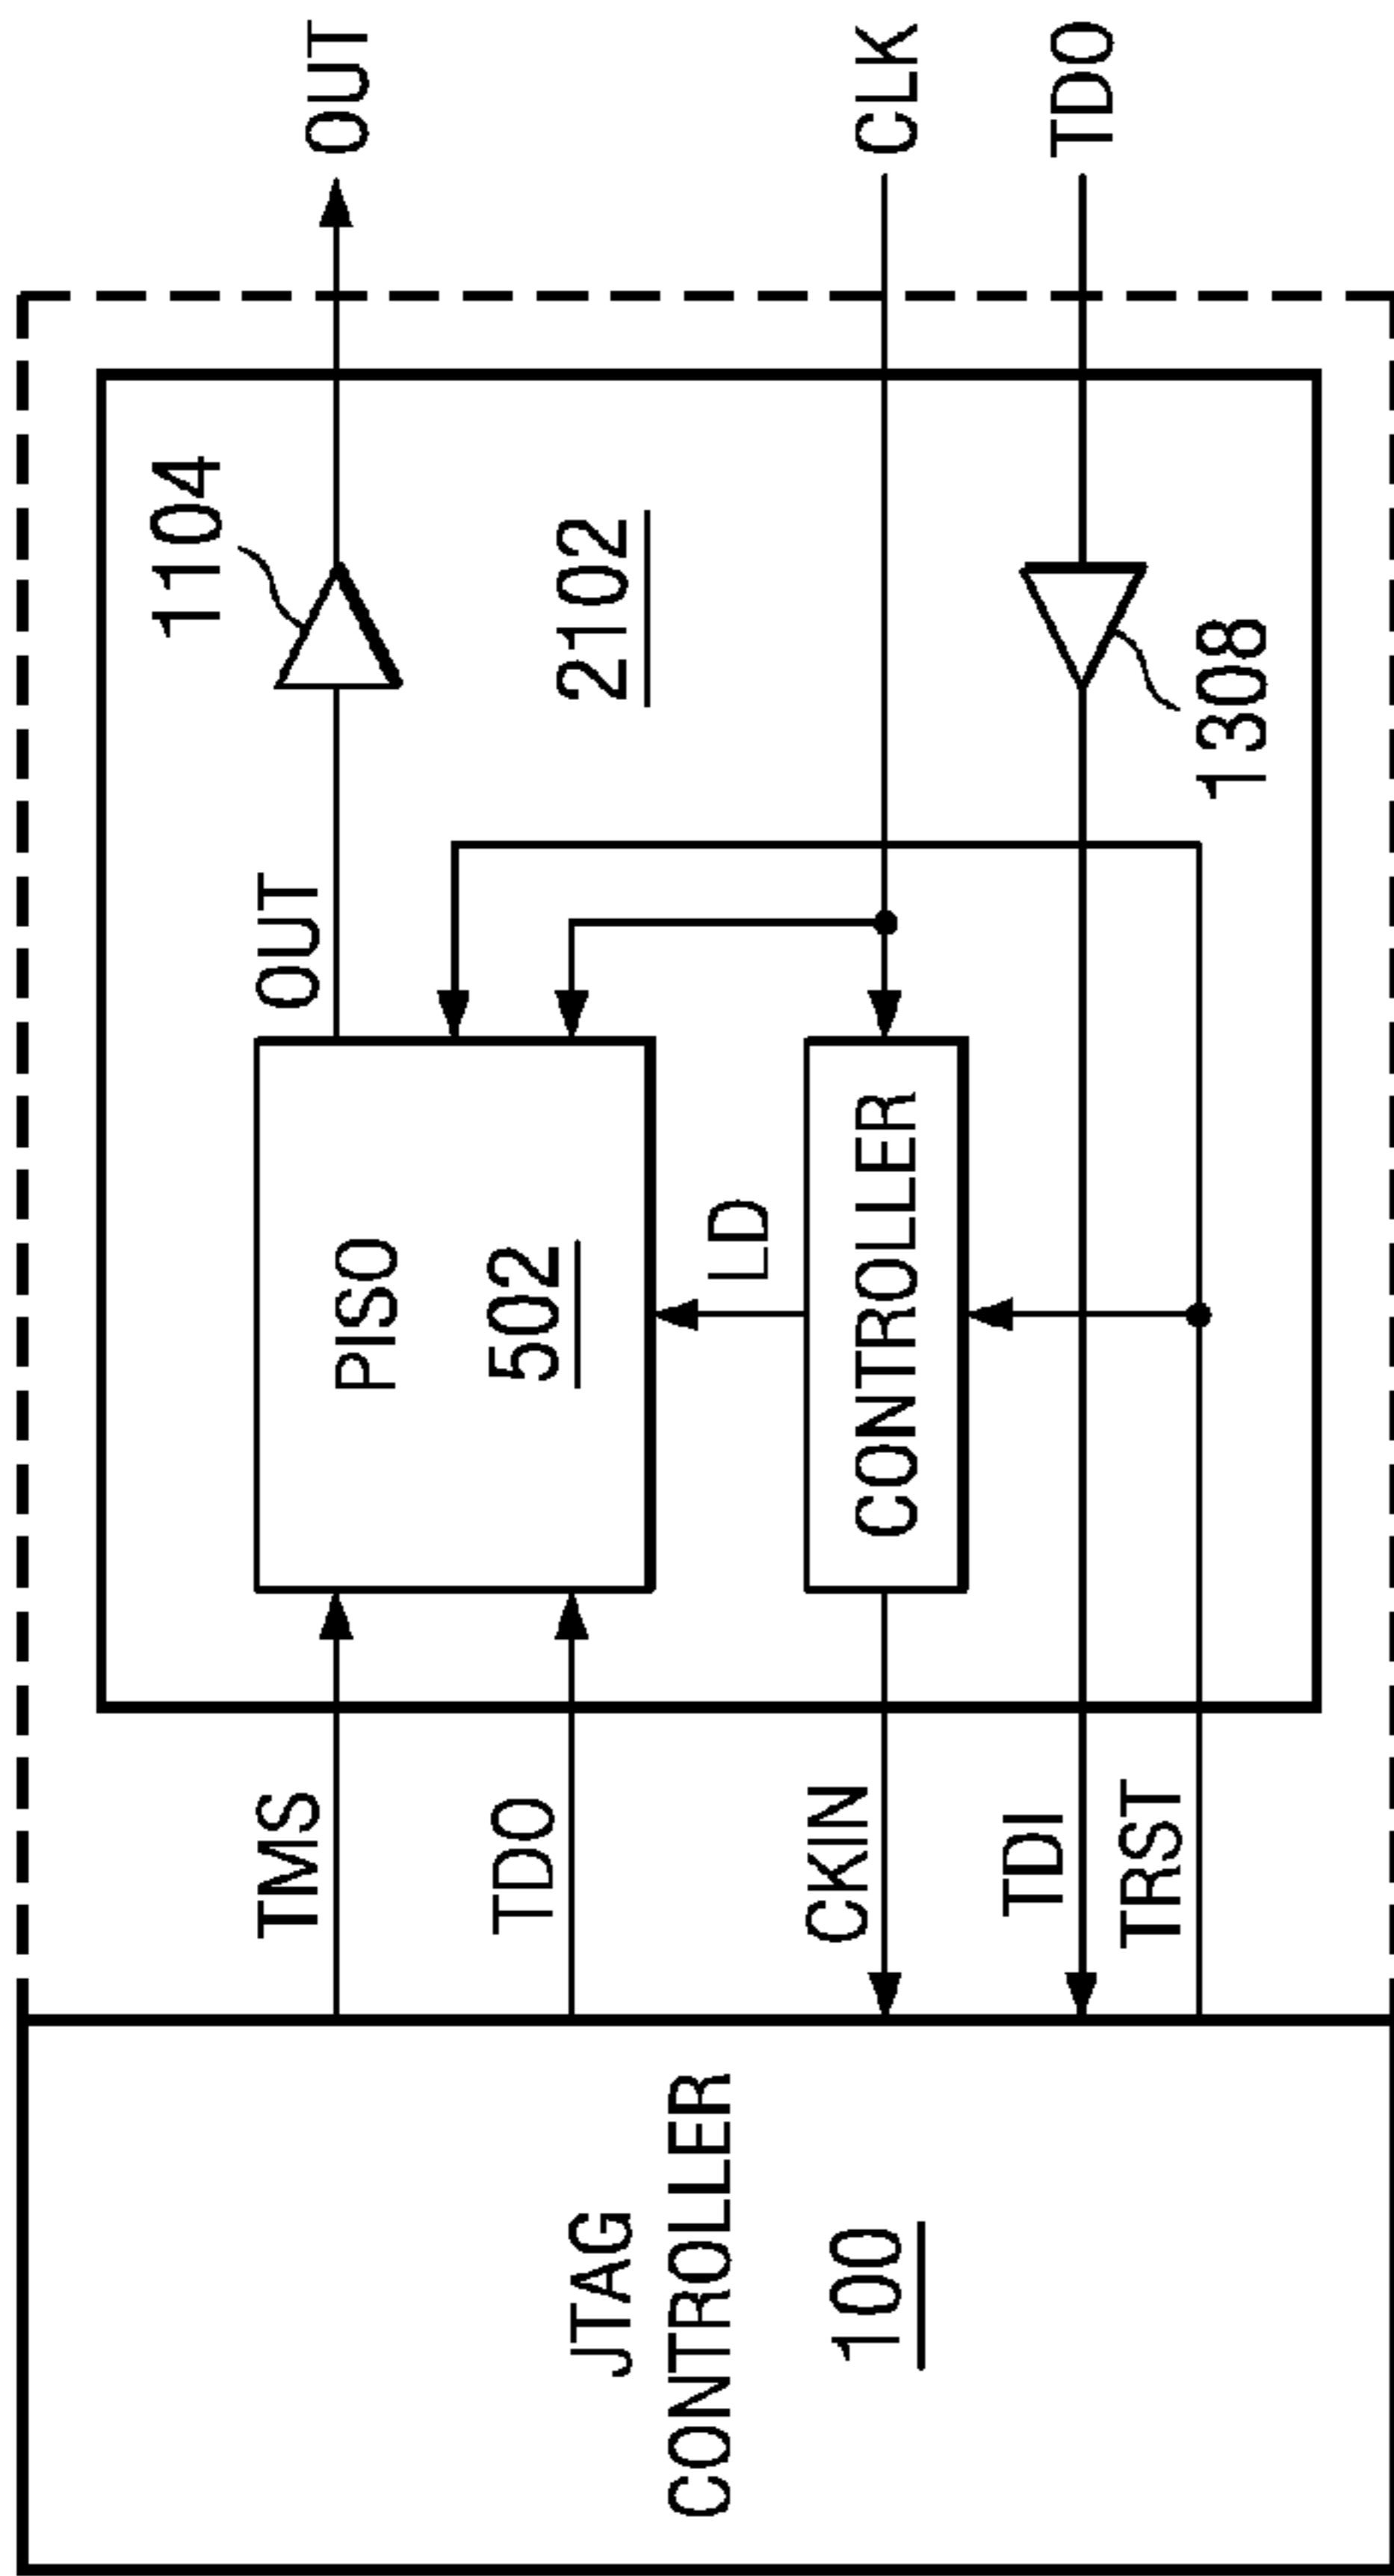 JTAG
CONTROLLER
100
TMS
TDO
CKIN
TDI
TRST
PISO
502
LD
CONTROLLER
OUT
1104
2102
1308
OUT
CLK
TDO